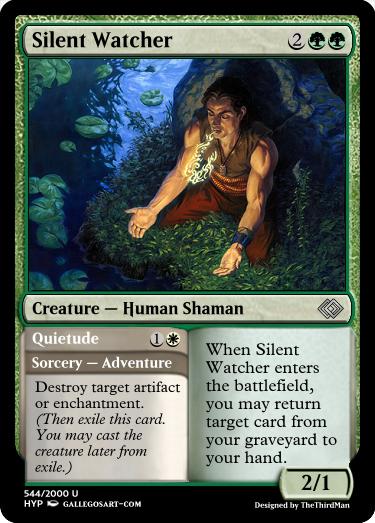 Silent Watcher 2
Creature — Human Shaman
Quietude 1
Sorcery — Adventure
Destroy target artifact
or enchantment.
(Then exile this card.
You may cast the
creature later from
exile.)
When Silent
Watcher enters
the battlefield,
you may return
target card from
your graveyard to
your hand.
2/1
544/2000 U
HYP GALLEGOSART-COM
Designed by TheThirdMan